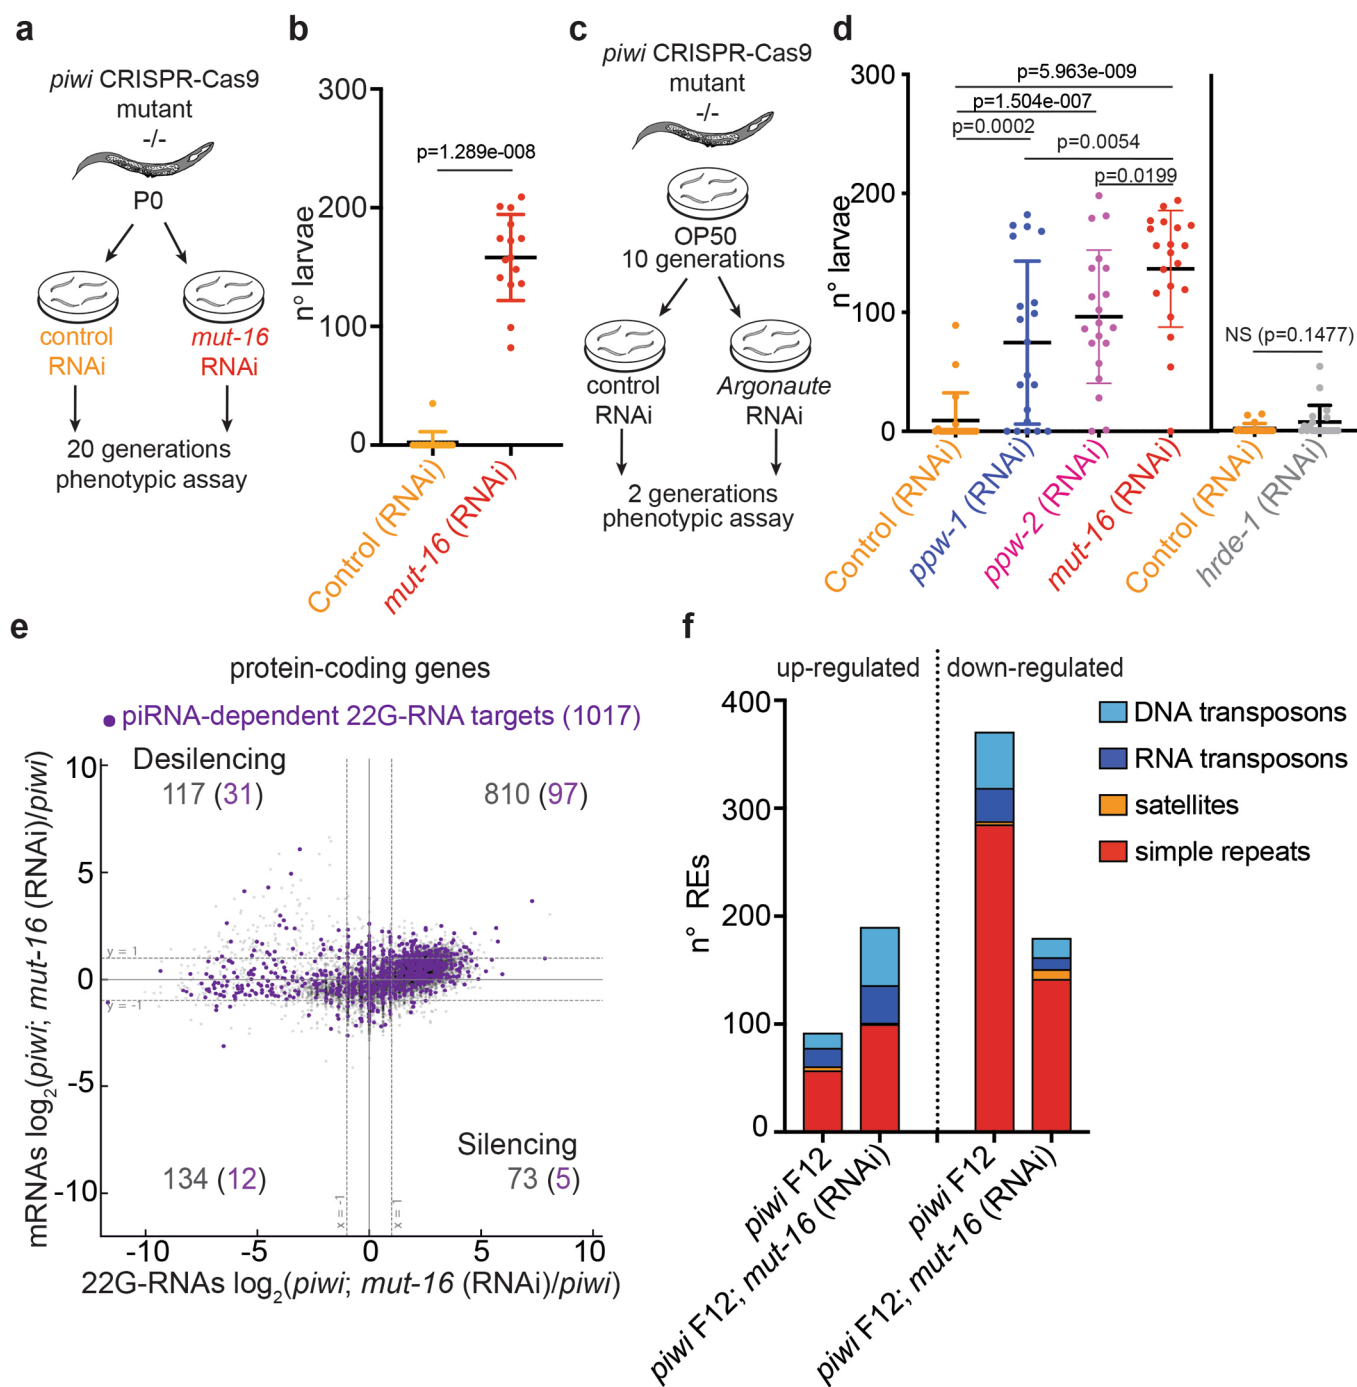 a
piwi CRISPR-Cas9
mutant
-/-
P0
control
RNAi
mut-16
RNAi
20 generations
phenotypic assay
b
300
200
100
0
n° larvae
p=1.289e-008
Control (RNAi)
mut-16 (RNAi)
c
piwi CRISPR-Cas9
mutant
-/-
OP50
10 generations
control
RNAi
Argonaute
RNAi
2 generations
phenotypic assay
d
300
200
100
0
n° larvae
p=5.963e-009
p=1.504e-007
p=0.0002
p=0.0054
p=0.0199
NS (p=0.1477)
Control (RNAi)
ppw-1 (RNAi)
ppw-2 (RNAi)
mut-16 (RNAi)
Control (RNAi)
hrde-1 (RNAi)
e
protein-coding genes
piRNA-dependent 22G-RNA targets (1017)
Desilencing
117 (31)
810 (97)
Silencing
134 (12)
73 (5)
10
5
0
-5
-10
y = 1
y = -1
x = -1
x = 1
-10
-5
0
5
10
mRNAs log2(piwi; mut-16 (RNAi)/piwi)
22G-RNAs log2(piwi; mut-16 (RNAi)/piwi)
f
up-regulated
down-regulated
400
300
200
100
0
n° REs
DNA transposons
RNA transposons
satellites
simple repeats
piwi F12
piwi F12; mut-16 (RNAi)
piwi F12
piwi F12; mut-16 (RNAi)